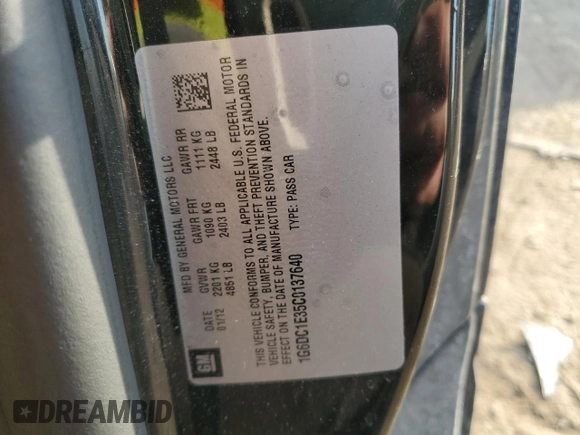 MFD BY GENERAL MOTORS LLC
DATE GVWR GAWR FRT GAWR RR
01/12 2201 KG 1090 KG 1111 KG
4851 LB 2403 LB 2448 LB
THIS VEHICLE CONFORMS TO ALL APPLICABLE U.S. FEDERAL MOTOR
VEHICLE SAFETY, BUMPER, AND THEFT PREVENTION STANDARDS IN
EFFECT ON THE DATE OF MANUFACTURE SHOWN ABOVE.
1G6DC1E35C0137640 TYPE: PASS CAR
GM
DREAMBID